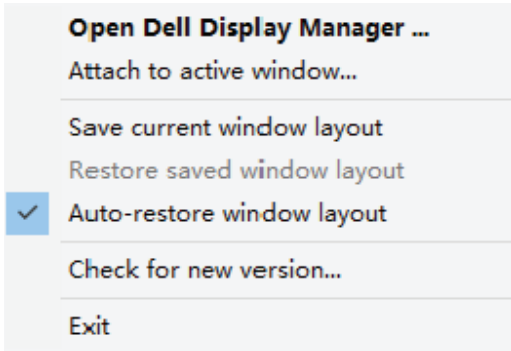 Open Dell Display Manager ...
Attach to active window...
Save current window layout
Restore saved window layout
Auto-restore window layout
Check for new version...
Exit